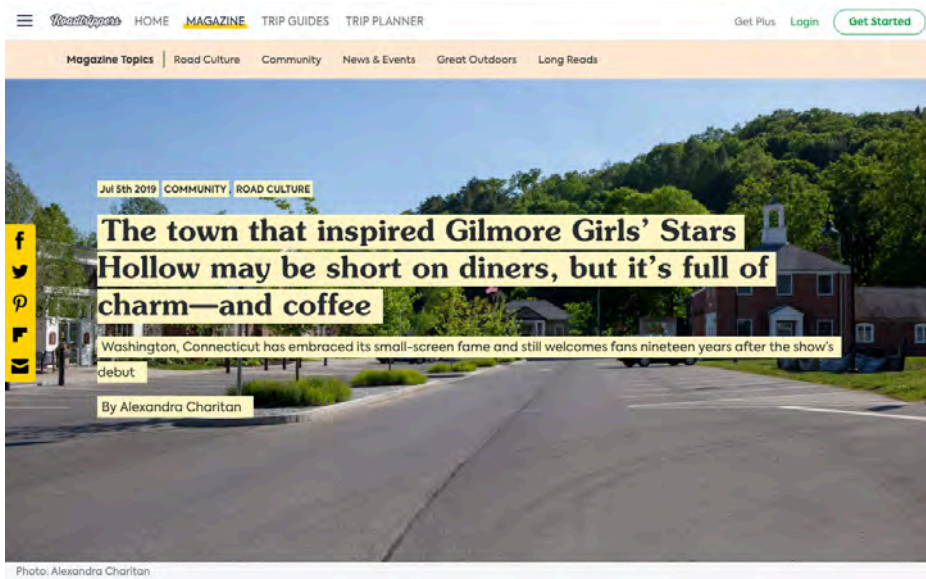 Roadtrippers HOME MAGAZINE TRIP GUIDES TRIP PLANNER Get Plus Login Get Started
Magazine Topics Road Culture Community News & Events Great Outdoors Long Reads
Jul 5th 2019 COMMUNITY, ROAD CULTURE
The town that inspired Gilmore Girls’ Stars
Hollow may be short on diners, but it’s full of
charm—and coffee
Washington, Connecticut has embraced its small-screen fame and still welcomes fans nineteen years after the show’s
debut
By Alexandra Charitan
Photo: Alexandra Charitan